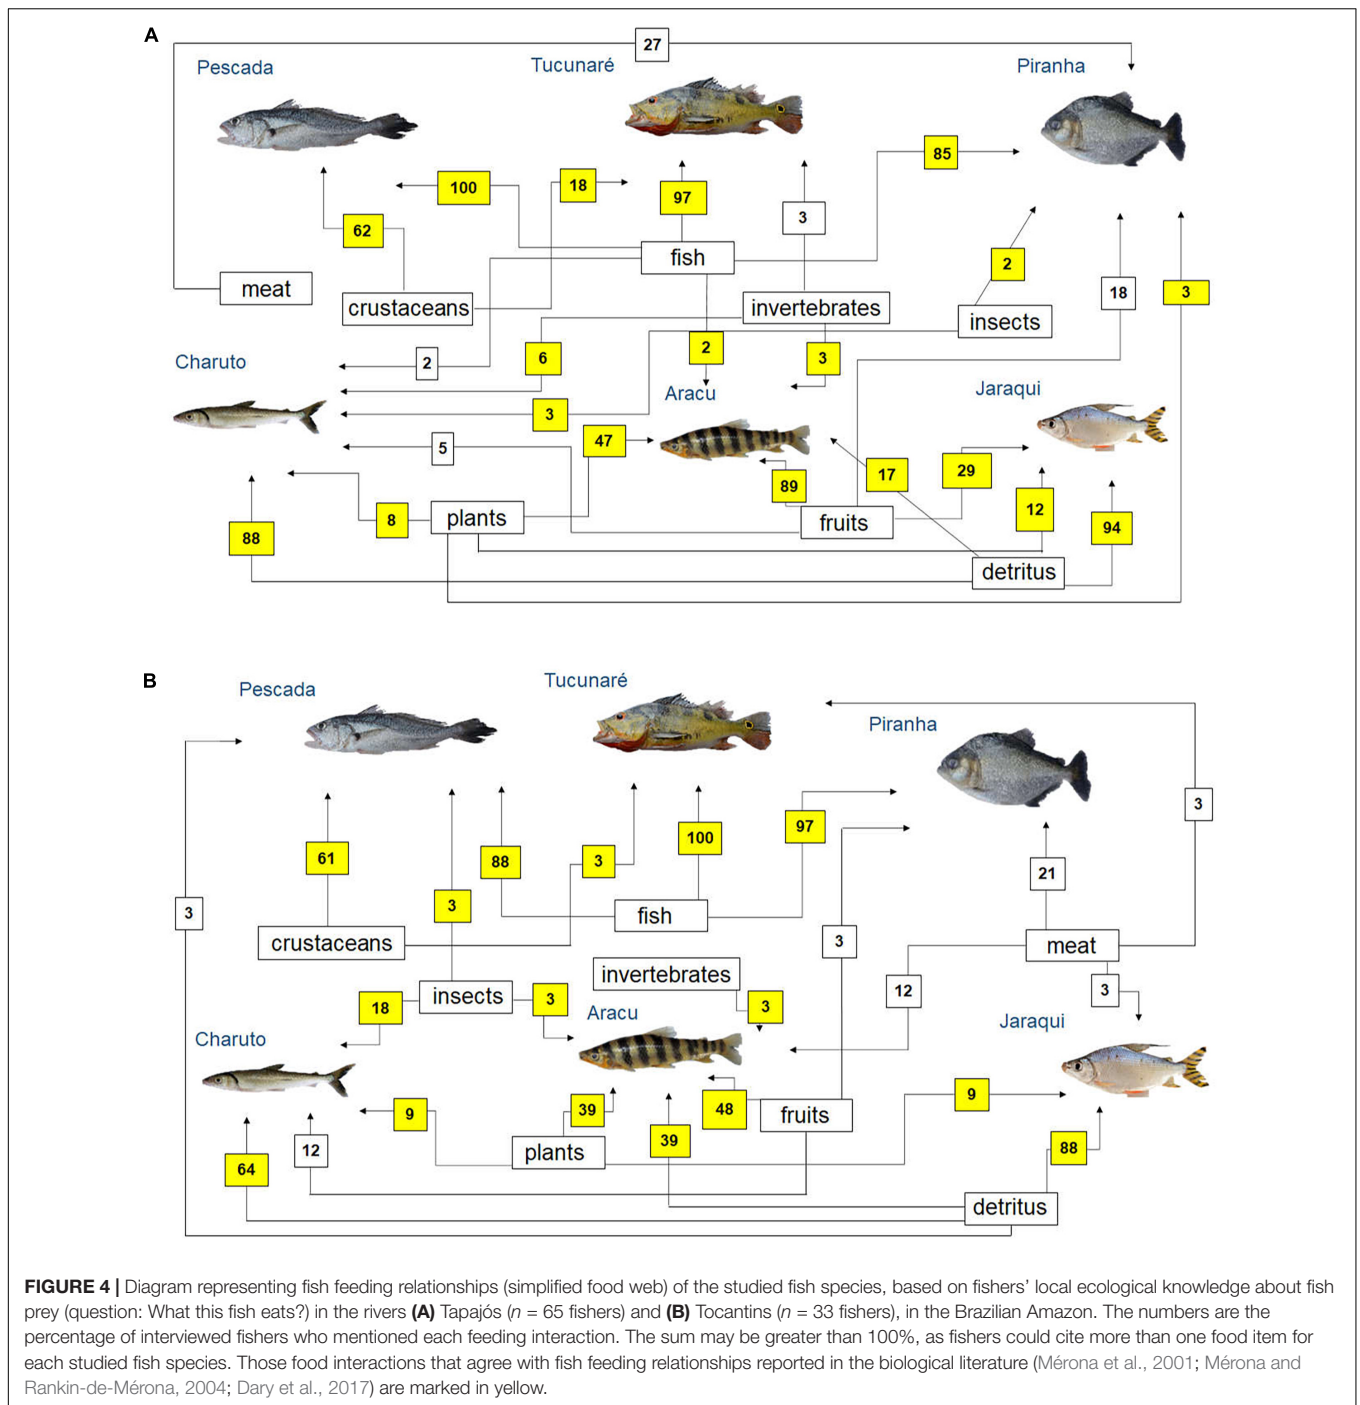 A
27
Pescada
Tucunaré
Piranha
85
100
18
97
3
62
fish
2
meat
crustaceans
invertebrates
insects
18
3
Charuto
2
6
2
3
Aracu
Jaraqui
3
5
47
17
29
89
12
8
plants
fruits
88
94
detritus
B
Pescada
Tucunaré
Piranha
3
61
88
3
100
97
21
3
3
fish
3
crustaceans
meat
invertebrates
insects
18
3
3
12
3
Aracu
Jaraqui
Charuto
9
39
48
fruits
9
12
39
plants
88
64
detritus
FIGURE 4 | Diagram representing fish feeding relationships (simplified food web) of the studied fish species, based on fishers’ local ecological knowledge about fish
prey (question: What this fish eats?) in the rivers (A) Tapajós (n = 65 fishers) and (B) Tocantins (n = 33 fishers), in the Brazilian Amazon. The numbers are the
percentage of interviewed fishers who mentioned each feeding interaction. The sum may be greater than 100%, as fishers could cite more than one food item for
each studied fish species. Those food interactions that agree with fish feeding relationships reported in the biological literature (Mérona et al., 2001; Mérona and
Rankin-de-Mérona, 2004; Dary et al., 2017) are marked in yellow.